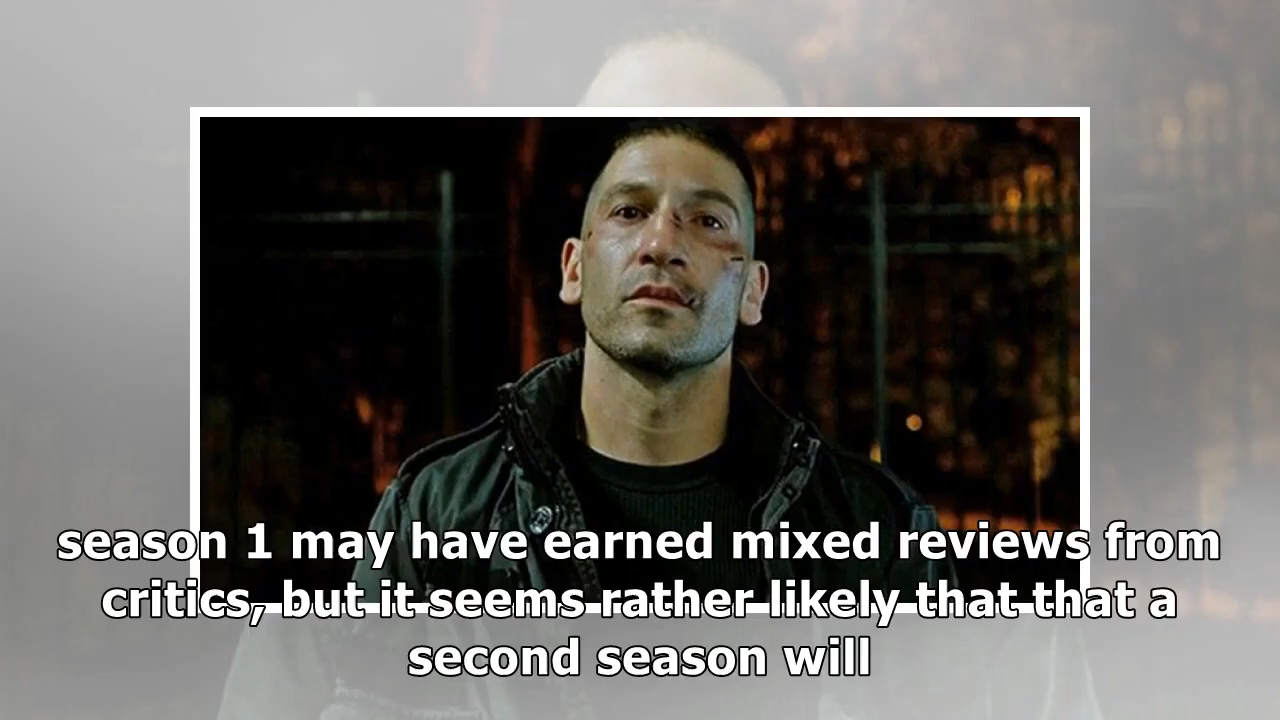 season 1 may have earned mixed reviews from
critics, but it seems rather likely that that a
second season will